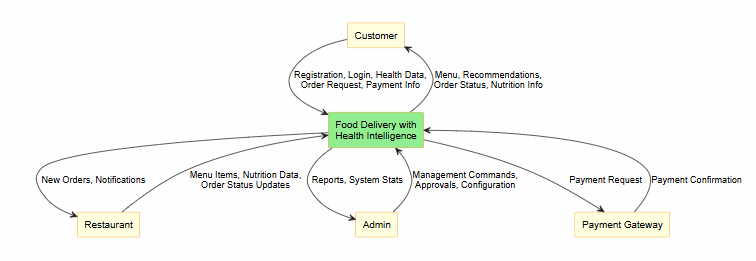 Customer
Registration, Login, Health Data,
Order Request, Payment Info
Menu, Recommendations,
Order Status, Nutrition Info
Food Delivery with
Health Intelligence
New Orders, Notifications
Menu Items, Nutrition Data,
Order Status Updates
Reports, System Stats
Management Commands,
Approvals, Configuration
Payment Request
Payment Confirmation
Restaurant
Admin
Payment Gateway